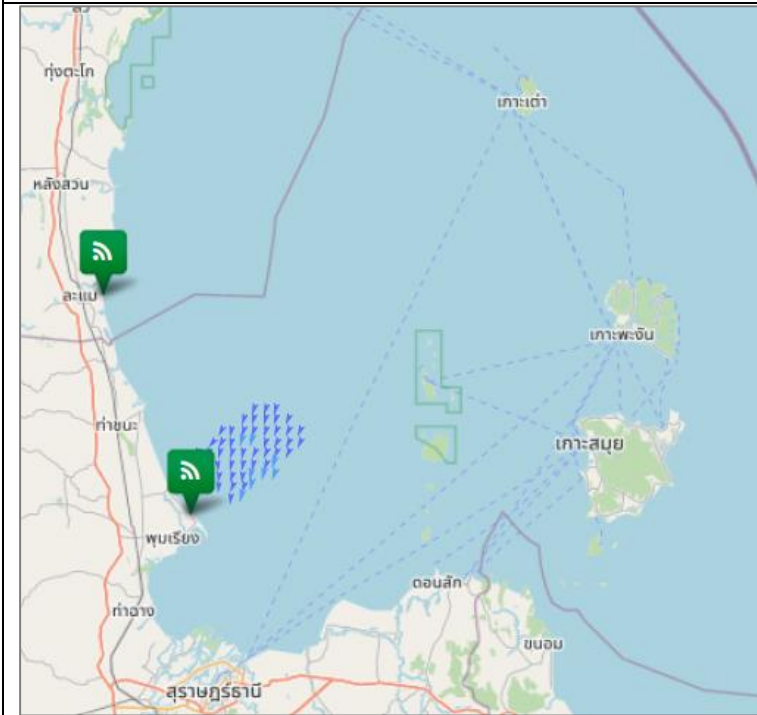 ทุ่งตะโก
เกาะเต่า
หลังสวน
ละแม
เกาะพะงัน
ท่าชนะ
เกาะสมุย
พุมเรียง
ดอนสัก
ท่าฉาง
ขนอม
สุราษฎร์ธานี